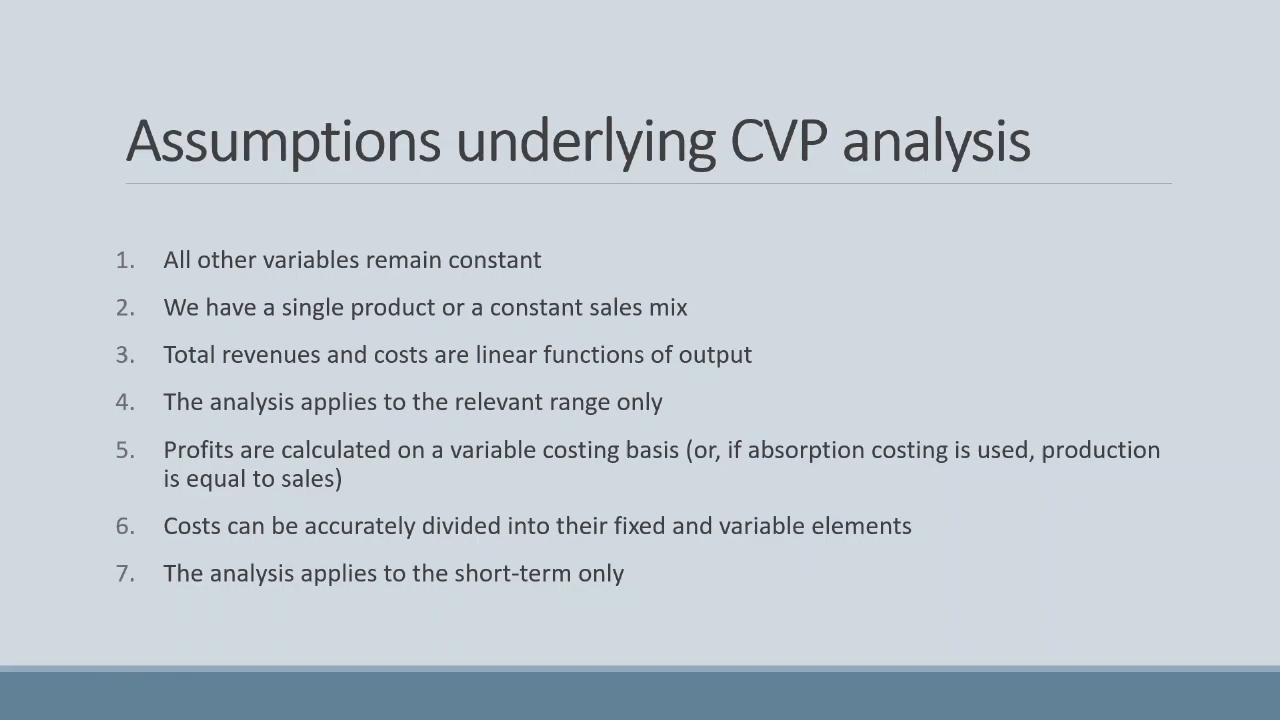 Assumptions underlying CVP analysis
1. All other variables remain constant
2. We have a single product or a constant sales mix
3. Total revenues and costs are linear functions of output
4. The analysis applies to the relevant range only
5. Profits are calculated on a variable costing basis (or, if absorption costing is used, production
is equal to sales)
6. Costs can be accurately divided into their fixed and variable elements
7. The analysis applies to the short-term only